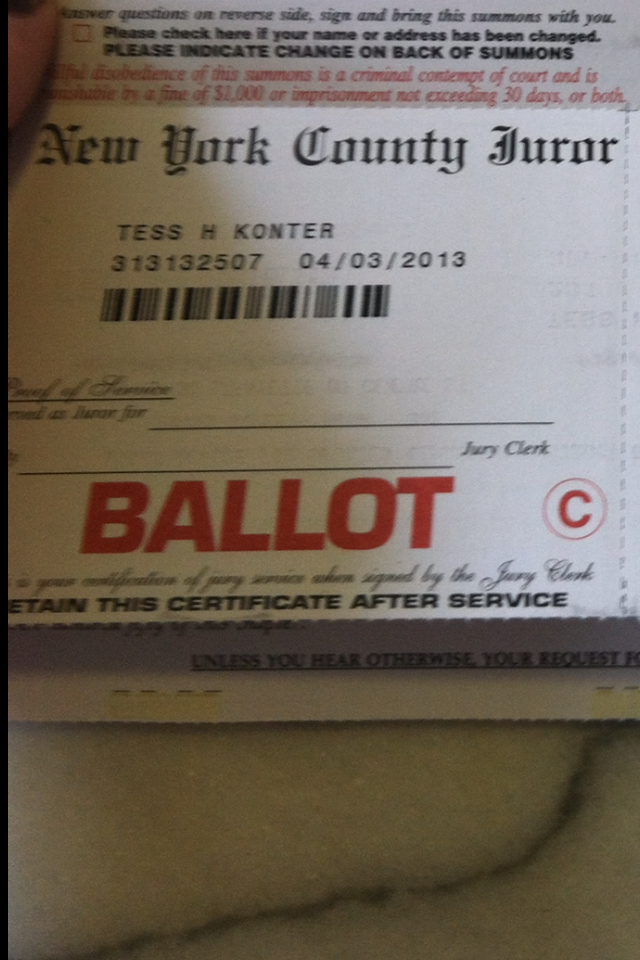 Answer questions on reverse side, sign and bring this summons with you.
Please check here if your name or address has been changed.
PLEASE INDICATE CHANGE ON BACK OF SUMMONS
disobedience of this summons is a criminal contempt of court and is
by a fine of $1,000 or imprisonment not exceeding 30 days, or both.
New York County Juror
TESS H KONTER
313132507 04/03/2013
Proof of Service
as Juror for
Jury Clerk
BALLOT C
is your certification of jury service when signed by the Jury Clerk
ETAIN THIS CERTIFICATE AFTER SERVICE
UNLESS YOU HEAR OTHERWISE, YOUR REQUEST FO